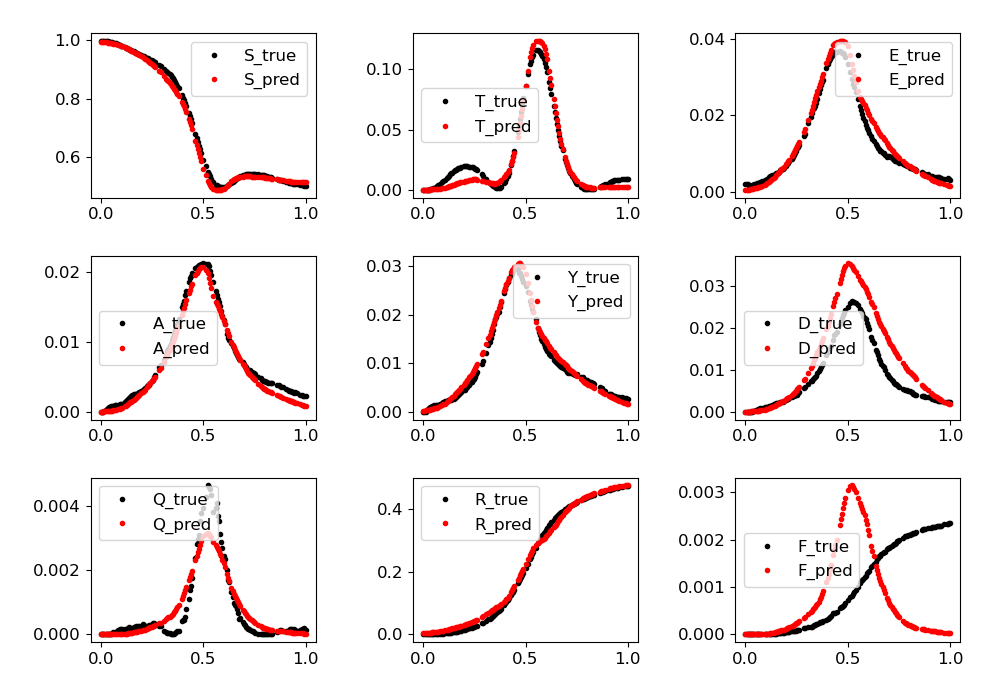 1.0
0.8
0.6
S_true
S_pred
0.0 0.5 1.0
0.10
0.05
0.00
T_true
T_pred
0.0 0.5 1.0
0.04
0.02
0.00
E_true
E_pred
0.0 0.5 1.0
0.02
0.01
0.00
A_true
A_pred
0.0 0.5 1.0
0.03
0.02
0.01
0.00
Y_true
Y_pred
0.0 0.5 1.0
0.03
0.02
0.01
0.00
D_true
D_pred
0.0 0.5 1.0
0.004
0.002
0.000
Q_true
Q_pred
0.0 0.5 1.0
0.4
0.2
0.0
R_true
R_pred
0.0 0.5 1.0
0.003
0.002
0.001
0.000
F_true
F_pred
0.0 0.5 1.0